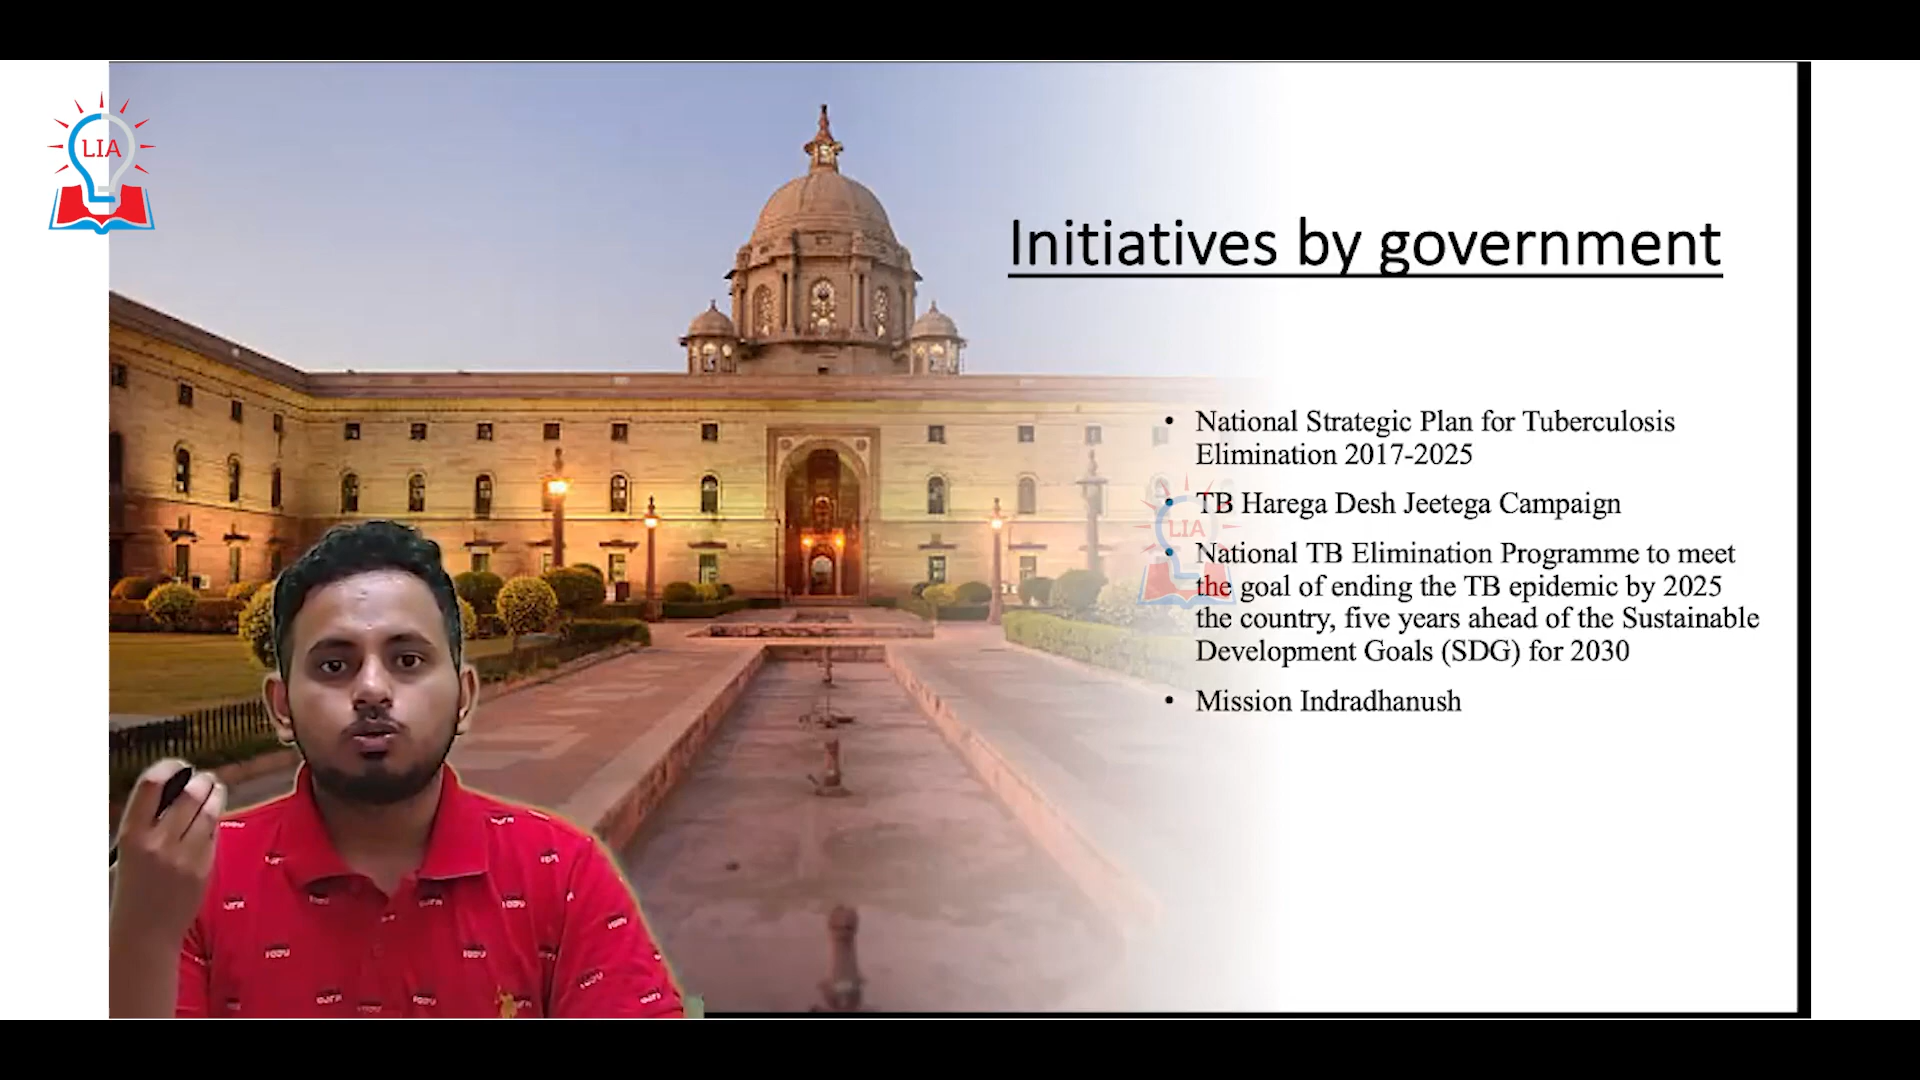 LIA
Initiatives by government
• National Strategic Plan for Tuberculosis
Elimination 2017-2025
• TB Harega Desh Jeetega Campaign
LIA
• National TB Elimination Programme to meet
the goal of ending the TB epidemic by 2025
the country, five years ahead of the Sustainable
Development Goals (SDG) for 2030
• Mission Indradhanush